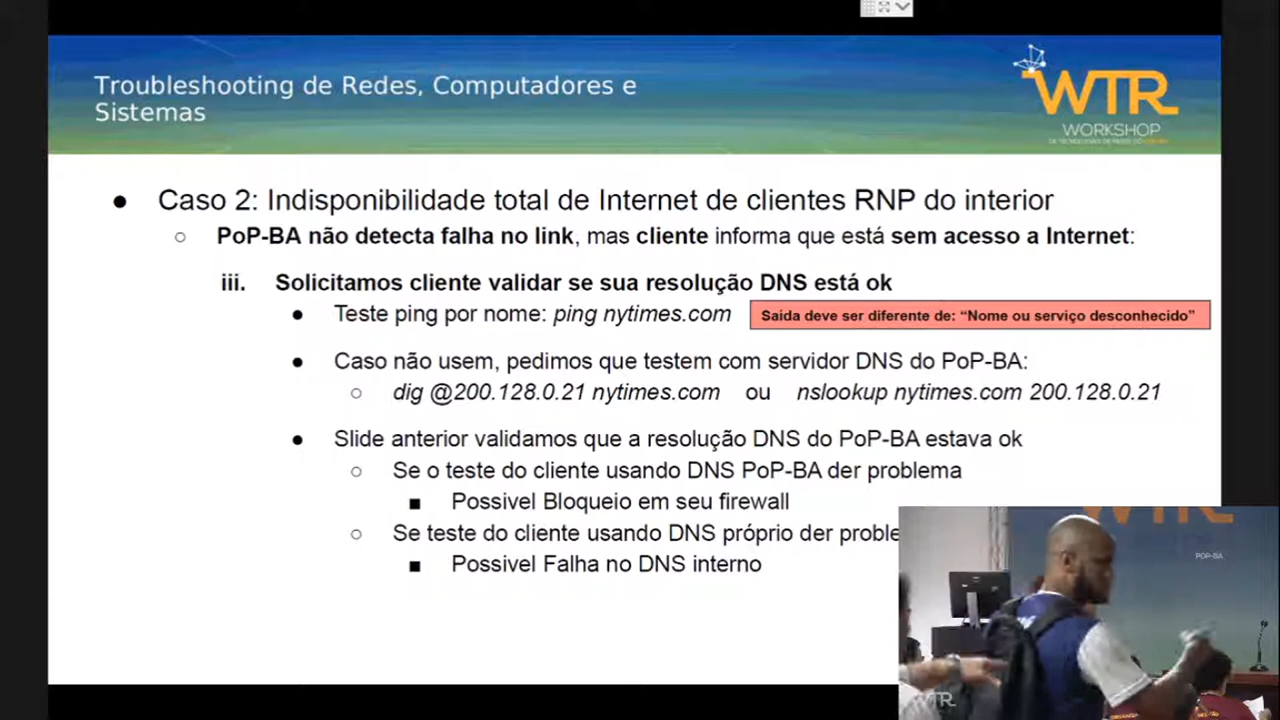 Troubleshooting de Redes, Computadores e
Sistemas
WTR
WORKSHOP
● Caso 2: Indisponibilidade total de Internet de clientes RNP do interior
○ PoP-BA não detecta falha no link, mas cliente informa que está sem acesso a Internet:
iii. Solicitamos cliente validar se sua resolução DNS está ok
● Teste ping por nome: ping nytimes.com
Saída deve ser diferente de: “Nome ou serviço desconhecido”
● Caso não usem, pedimos que testem com servidor DNS do PoP-BA:
○ dig @200.128.0.21 nytimes.com ou nslookup nytimes.com 200.128.0.21
● Slide anterior validamos que a resolução DNS do PoP-BA estava ok
○ Se o teste do cliente usando DNS PoP-BA der problema
■ Possivel Bloqueio em seu firewall
○ Se teste do cliente usando DNS próprio der proble
■ Possivel Falha no DNS interno
WTR
POP-BA
WTR